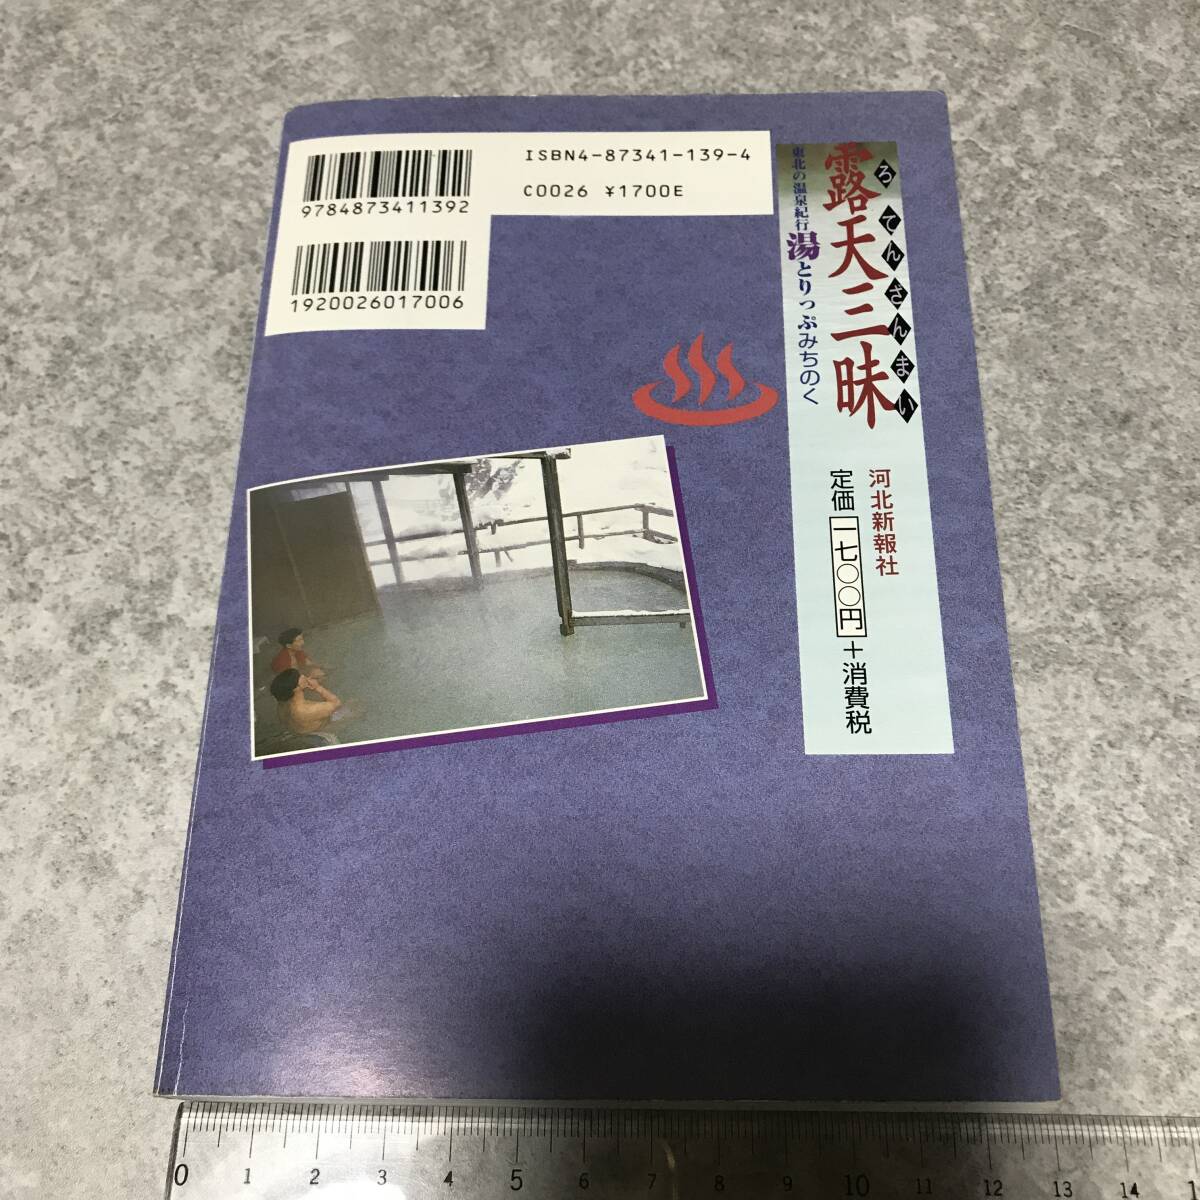 ISBN4-87341-139-4
C0026 ¥1700E
9784873411392
1920026017006
露天三昧
ろてんさんまい
東北の温泉紀行
湯とりっぷみちのく
河北新報社
定価一七〇〇円+消費税
0 1 2 3 4 5 6 7 8 9 10 11 12 13 14 1